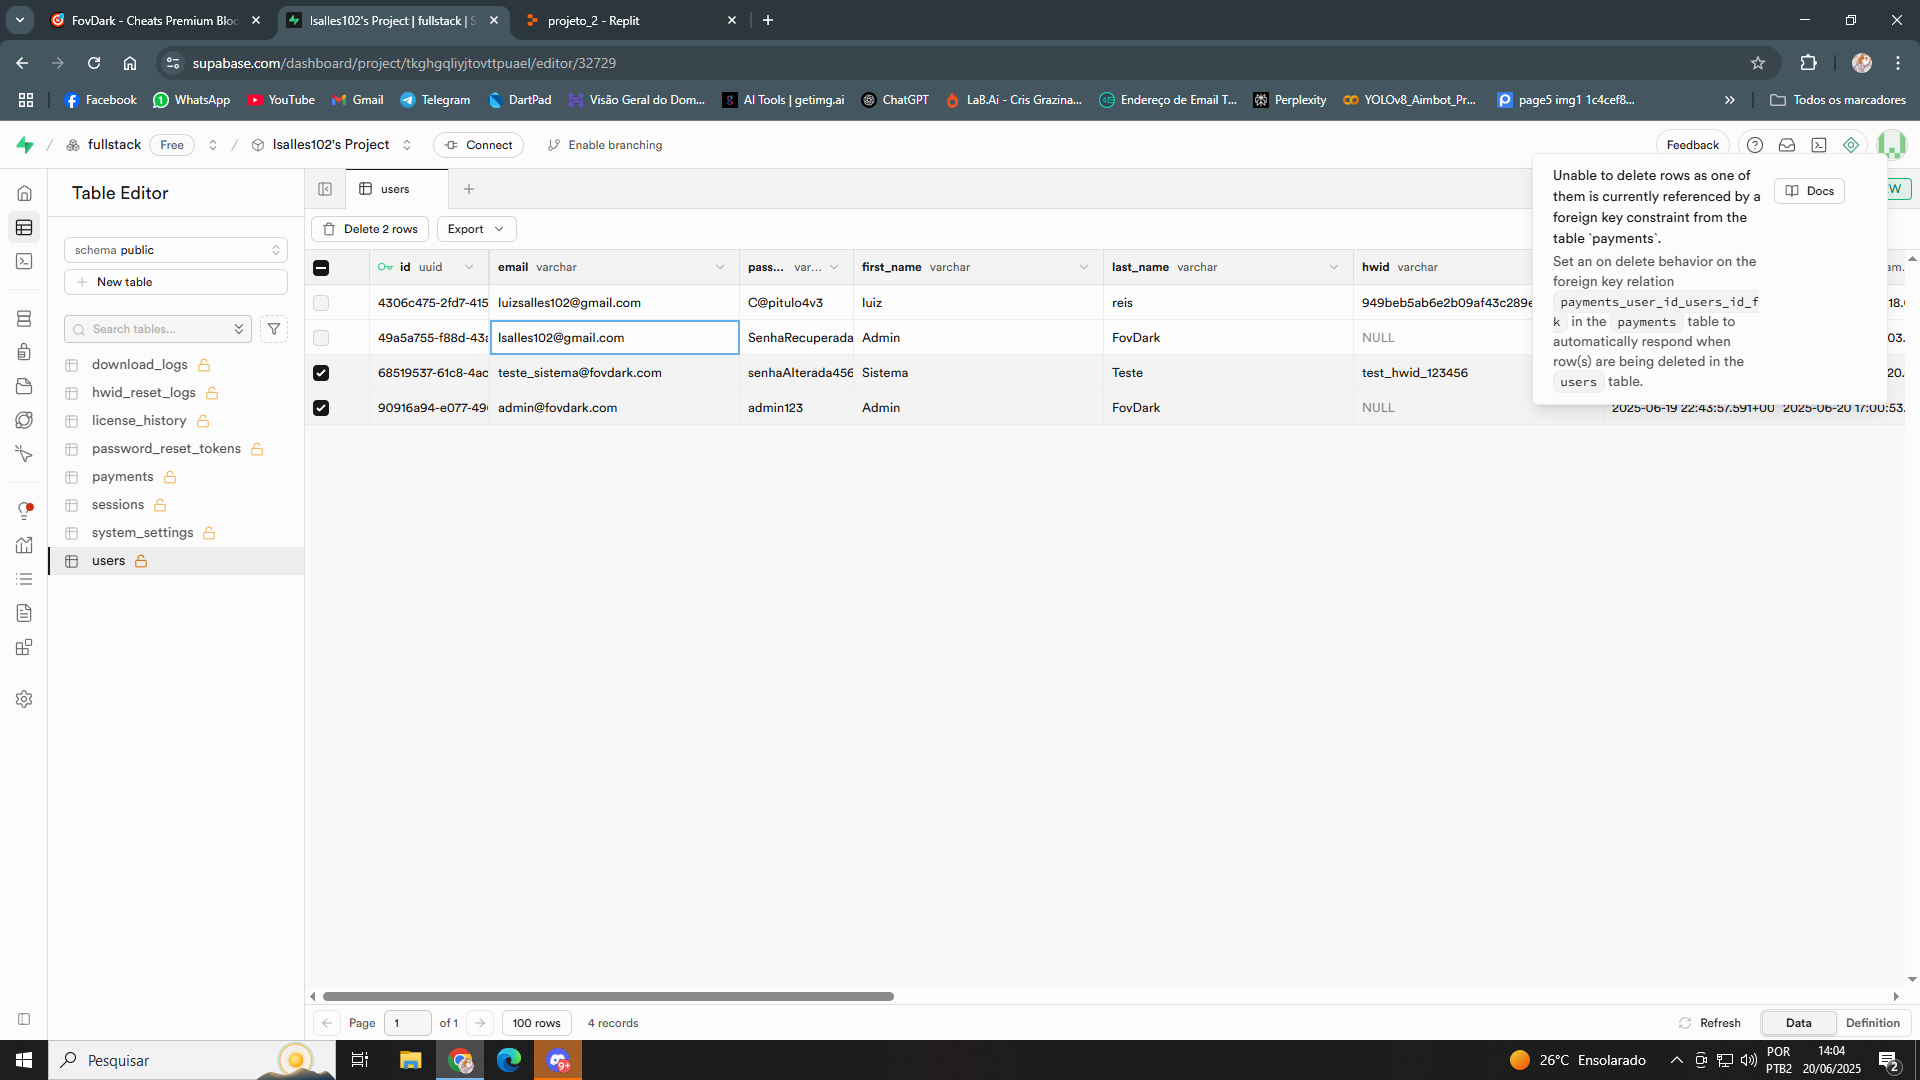 FovDark - Cheats Premium Bloc
lsalles102's Project | fullstack | S
projeto_2 - Replit
supabase.com/dashboard/project/tkghgqliyjtovttpuael/editor/32729
Facebook
WhatsApp
YouTube
Gmail
Telegram
DartPad
Visão Geral do Dom...
AI Tools | getimg.ai
ChatGPT
LaB.Ai - Cris Grazina...
Endereço de Email T...
Perplexity
YOLOv8_Aimbot_Pr...
page5 img1 1c4cef8...
Todos os marcadores
fullstack
Free
lsalles102's Project
Connect
Enable branching
Feedback
Table Editor
users
schema public
New table
Search tables...
download_logs
hwid_reset_logs
license_history
password_reset_tokens
payments
sessions
system_settings
users
Delete 2 rows
Export
id uuid
email varchar
pass... var...
first_name varchar
last_name varchar
hwid varchar
am.
4306c475-2fd7-415
luizsalles102@gmail.com
C@pitulo4v3
luiz
reis
949beb5ab6e2b09af43c289e
18.0
49a5a755-f88d-43a
lsalles102@gmail.com
SenhaRecuperada
Admin
FovDark
NULL
03.
68519537-61c8-4ac
teste_sistema@fovdark.com
senhaAlterada456
Sistema
Teste
test_hwid_123456
20.
90916a94-e077-490
admin@fovdark.com
admin123
Admin
FovDark
NULL
2025-06-19 22:43:57.591+00
2025-06-20 17:00:53.
Unable to delete rows as one of
them is currently referenced by a
foreign key constraint from the
table `payments`.
Docs
Set an on delete behavior on the
foreign key relation
payments_user_id_users_id_f
k in the payments table to
automatically respond when
row(s) are being deleted in the
users table.
Page
1
of 1
100 rows
4 records
Refresh
Data
Definition
Pesquisar
9+
26°C Ensolarado
POR
PTB2
14:04
20/06/2025
2